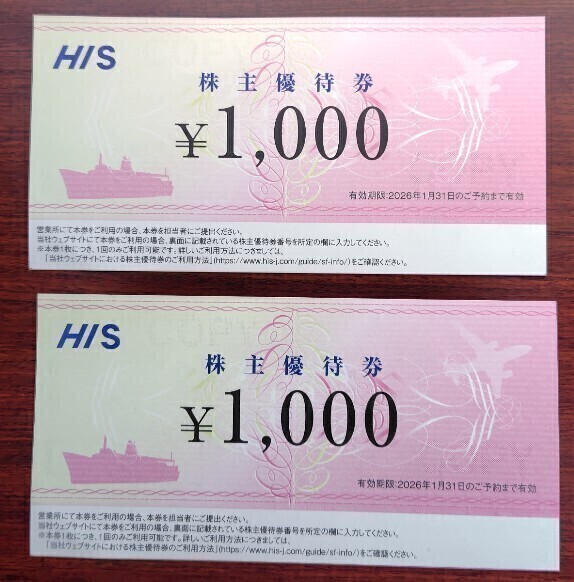 HIS
株主優待券
¥1,000
有効期限:2026年1月31日のご予約まで有効
営業所にて本券をご利用の場合、本券を担当者にご提出ください。
当社ウェブサイトにて本券をご利用の場合、裏面に記載されている株主優待券番号を所定の欄に入力してください。
※本券1枚につき、1回のみご利用可能です。詳しいご利用方法につきましては、
「当社ウェブサイトにおける株主優待券のご利用方法」(https://www.his-j.com/guide/sf-info/)をご確認ください。
HIS
株主優待券
¥1,000
有効期限:2026年1月31日のご予約まで有効
営業所にて本券をご利用の場合、本券を担当者にご提出ください。
当社ウェブサイトにて本券をご利用の場合、裏面に記載されている株主優待券番号を所定の欄に入力してください。
※本券1枚につき、1回のみご利用可能です。詳しいご利用方法につきましては、
「当社ウェブサイトにおける株主優待券のご利用方法」(https://www.his-j.com/guide/sf-info/)をご確認ください。